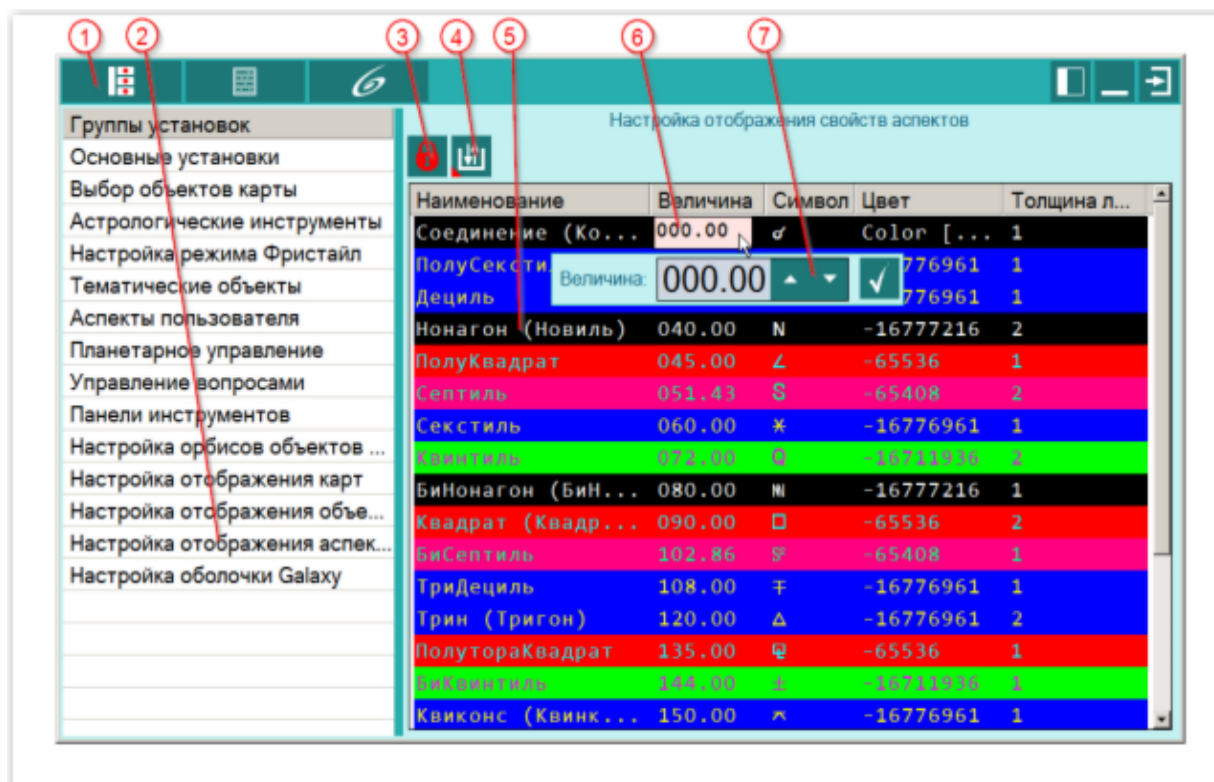 1 2 3 4 5 6 7
Группы установок
Основные установки
Выбор объектов карты
Астрологические инструменты
Настройка режима Фристайл
Тематические объекты
Аспекты пользователя
Планетарное управление
Управление вопросами
Панели инструментов
Настройка орбисов объектов ...
Настройка отображения карт
Настройка отображения объе...
Настройка отображения аспек...
Настройка оболочки Galaxy
Настройка отображения свойств аспектов
Наименование Величина Символ Цвет Толщина л...
Соединение (Ко... 000.00 ☌ Color [... 1
ПолуСексти 776961 1
Величина: 000.00
Дециль 776961 1
Нонагон (Новиль) 040.00 N -16777216 2
ПолуКвадрат 045.00 ∠ -65536 1
Септиль 051.43 S -65408 2
Секстиль 060.00 ⚹ -16776961 1
Квинтиль 072.00 Q -16711936 2
БиНонагон (БиН... 080.00 -16777216 1
Квадрат (Квадр... 090.00 □ -65536 2
БиСептиль 102.86 -65408 1
ТриДециль 108.00 -16776961 1
Трин (Тригон) 120.00 △ -16776961 2
ПолутораКвадрат 135.00 -65536 1
БиКвинтиль 144.00 ± -16711936 1
Квиконс (Квинк... 150.00 ⚻ -16776961 1